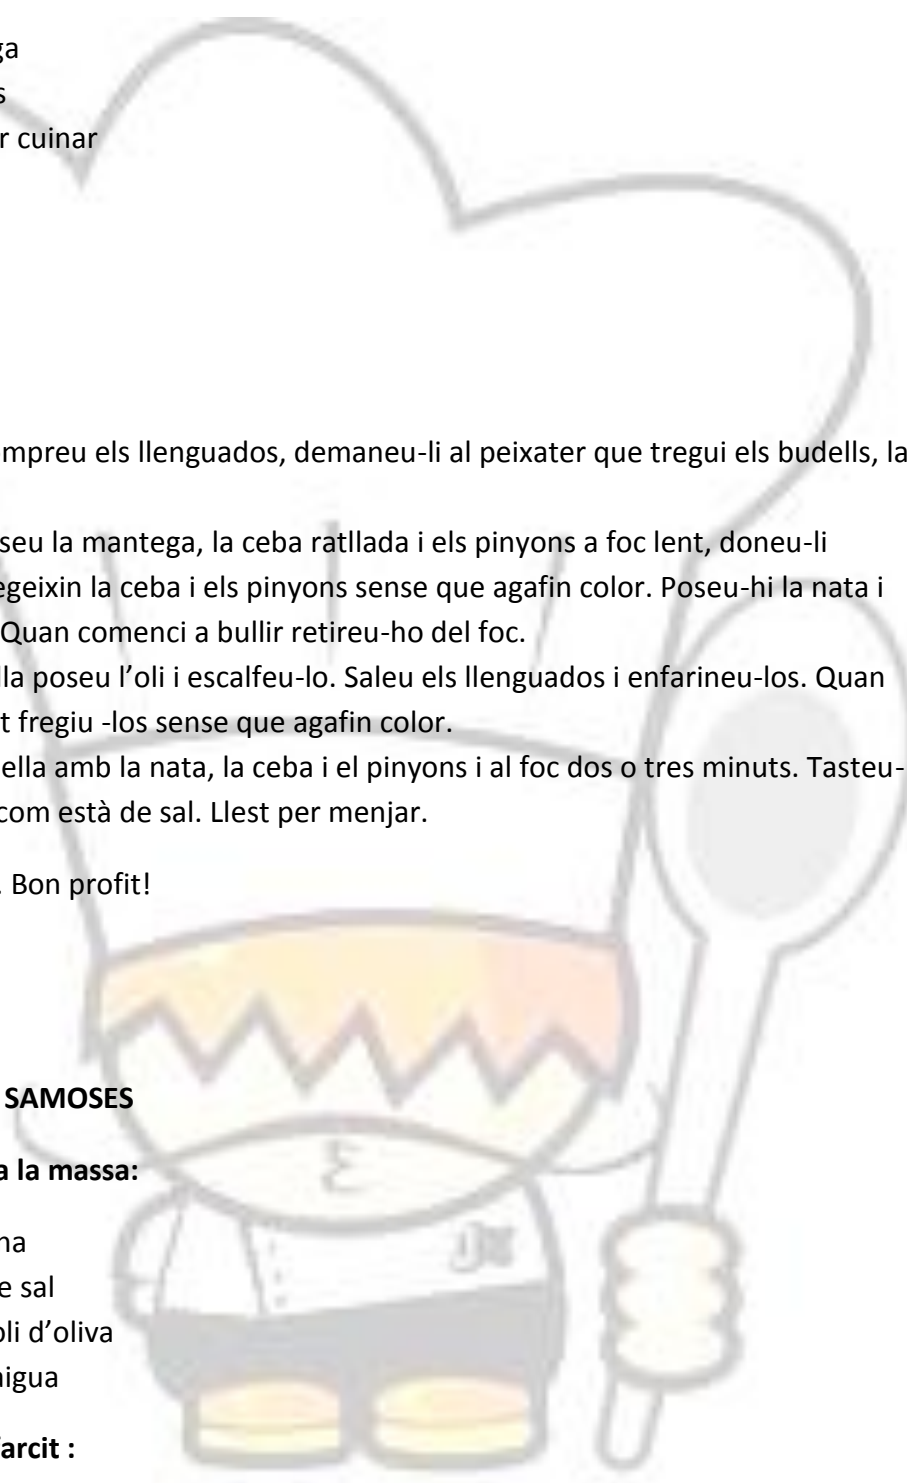 ga
s
r cuinar
mpreu els llenguados, demaneu-li al peixater que tregui els budells, la
seu la mantega, la ceba ratllada i els pinyons a foc lent, doneu-li
egeixin la ceba i els pinyons sense que agafin color. Poseu-hi la nata i
Quan comenci a bullir retireu-ho del foc.
lla poseu l’oli i escalfeu-lo. Saleu els llenguados i enfarineu-los. Quan
t fregiu -los sense que agafin color.
ella amb la nata, la ceba i el pinyons i al foc dos o tres minuts. Tasteu-
com està de sal. Llest per menjar.
. Bon profit!
SAMOSES
a la massa:
na
e sal
oli d’oliva
aigua
farcit :